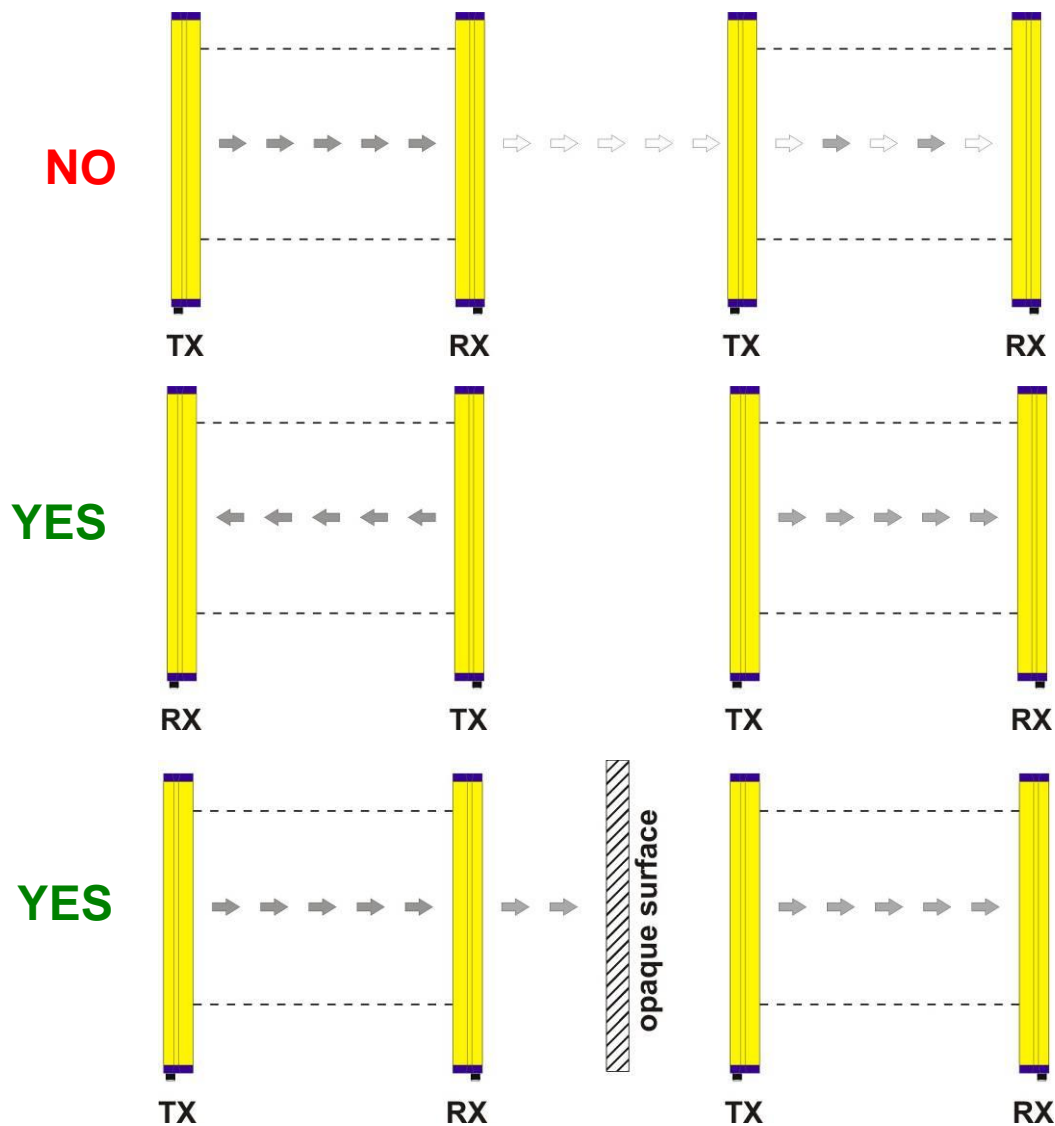 NO
TX RX TX RX
YES
RX TX TX RX
YES
opaque surface
TX RX TX RX